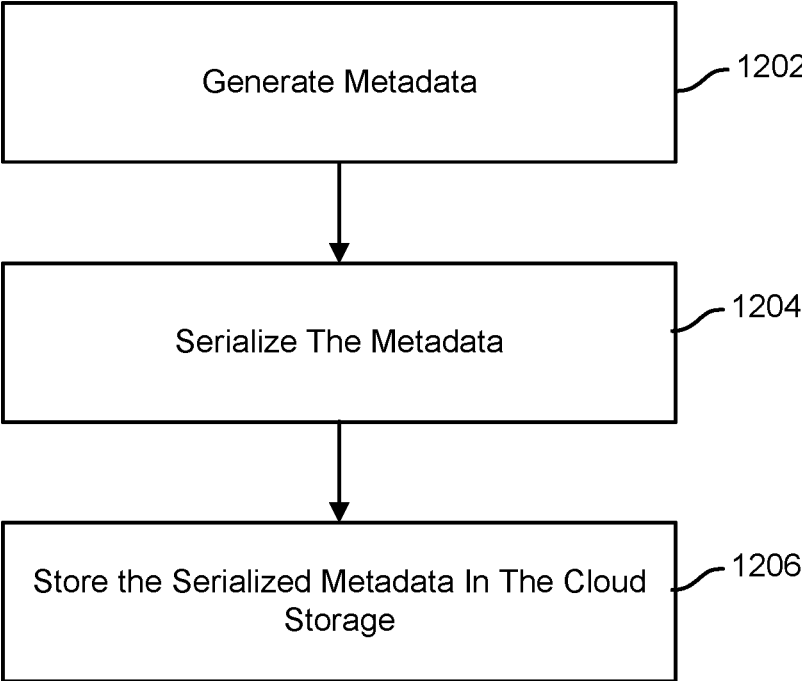 Generate Metadata
1202
Serialize The Metadata
1204
Store the Serialized Metadata In The Cloud
Storage
1206